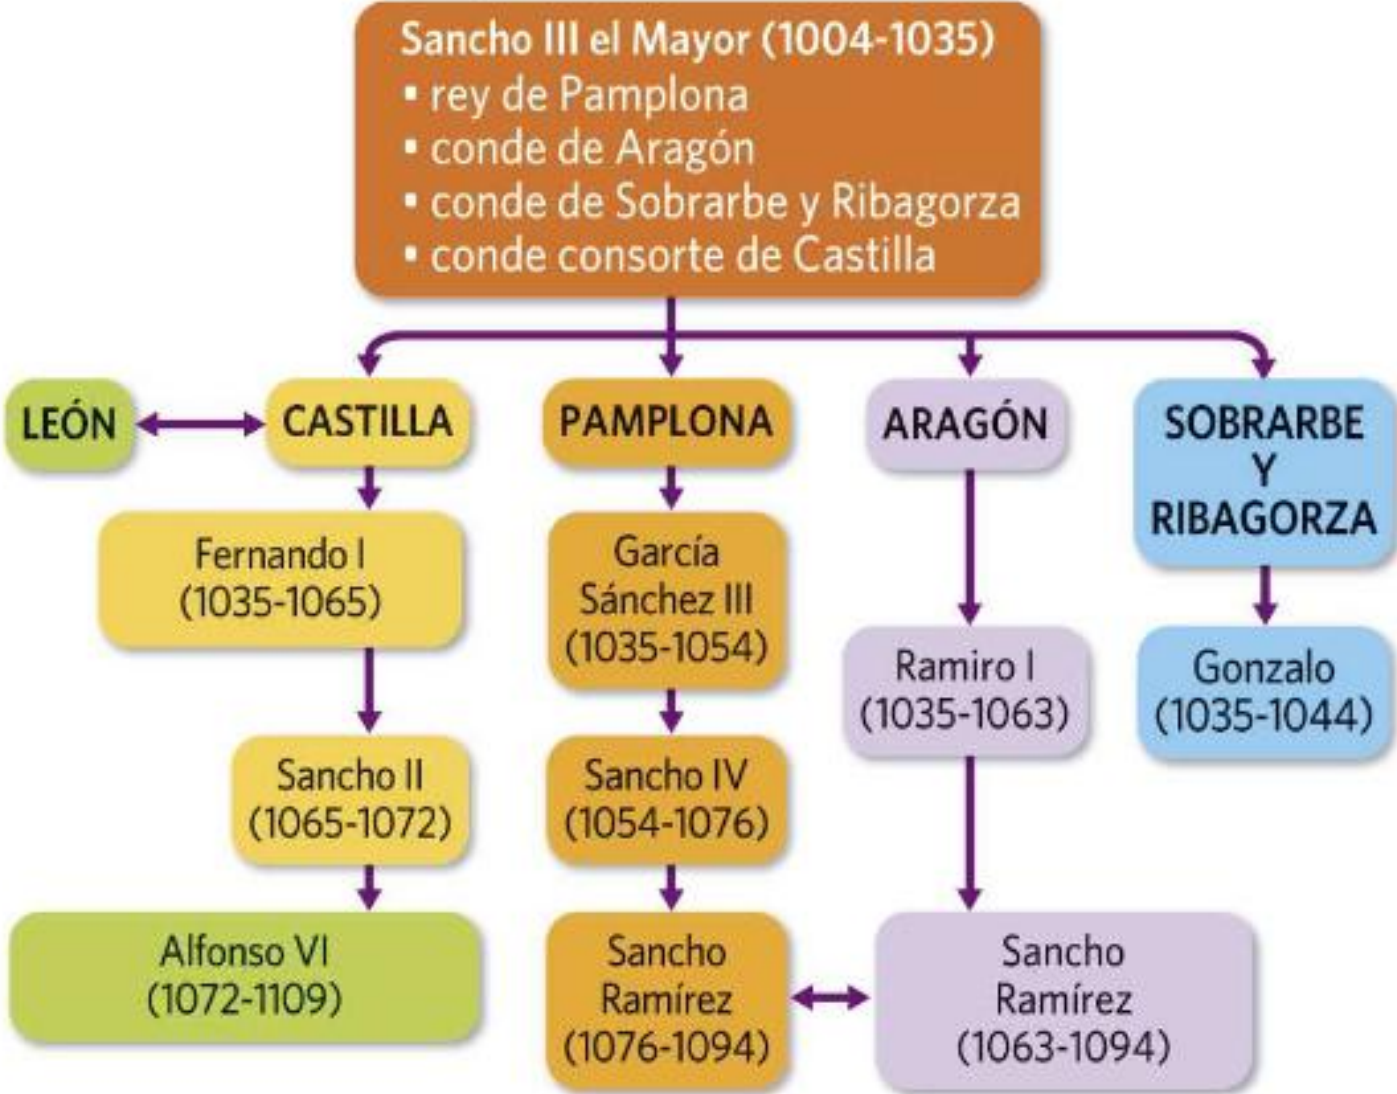 Sancho III el Mayor (1004-1035)
▪ rey de Pamplona
▪ conde de Aragón
▪ conde de Sobrarbe y Ribagorza
▪ conde consorte de Castilla
LEÓN
CASTILLA
PAMPLONA
ARAGÓN
SOBRARBE
Y
RIBAGORZA
Fernando I
(1035-1065)
García
Sánchez III
(1035-1054)
Ramiro I
(1035-1063)
Gonzalo
(1035-1044)
Sancho II
(1065-1072)
Sancho IV
(1054-1076)
Alfonso VI
(1072-1109)
Sancho
Ramírez
(1076-1094)
Sancho
Ramírez
(1063-1094)